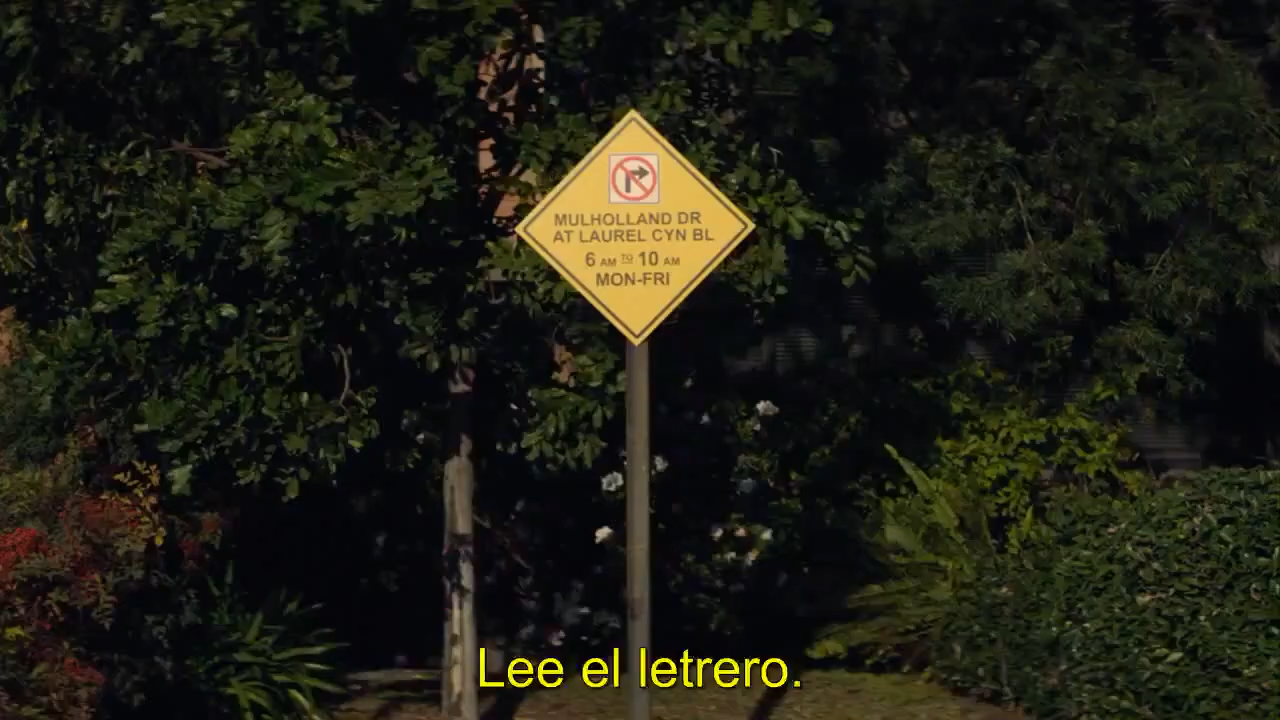 MULHOLLAND DR
AT LAUREL CYN BL
6 AM TO 10 AM
MON-FRI
Lee el letrero.